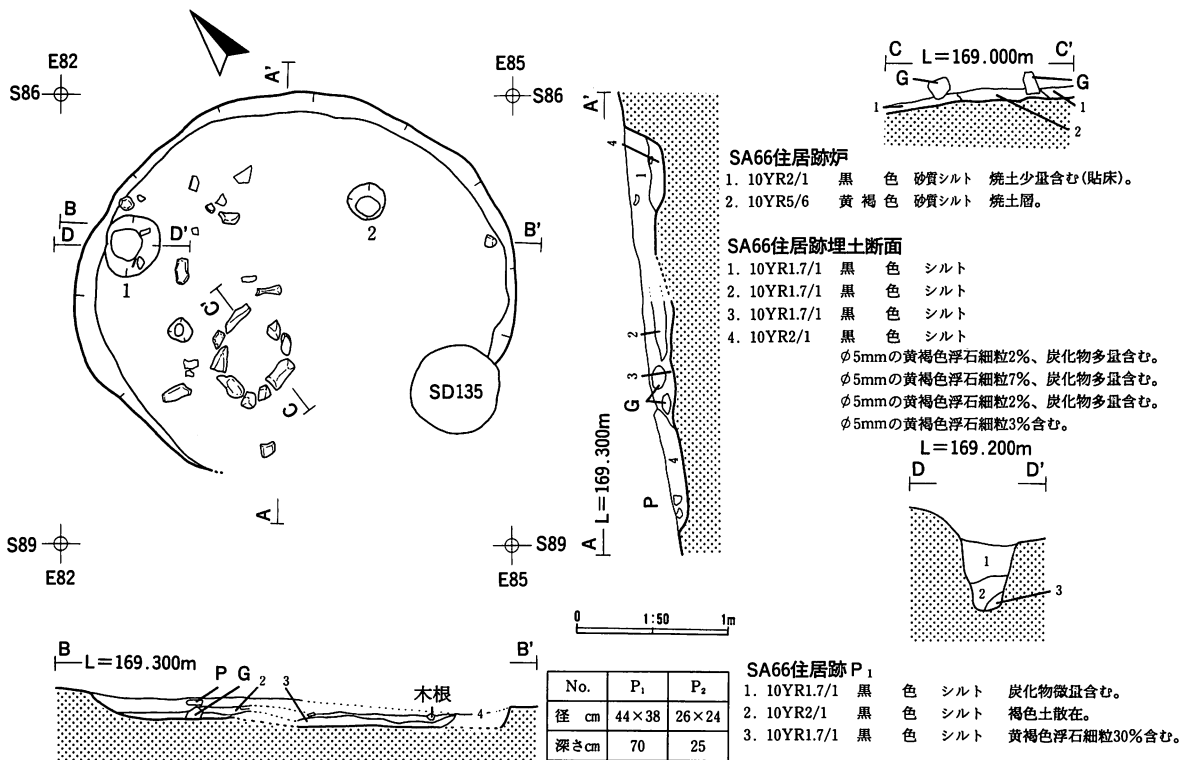 E82
E85
S86
S86
A'
B
D
D'
B'
1
2
C'
C
SD135
A
S89
S89
E82
E85
A'
4
1
2
3
G
4
P
A
L=169.300m
C L=169.000m C'
G
G
1
1
2
SA66住居跡炉
1. 10YR2/1 黒 色 砂質シルト 焼土少量含む(貼床)。
2. 10YR5/6 黄褐色 砂質シルト 焼土層。
SA66住居跡埋土断面
1. 10YR1.7/1 黒 色 シルト
2. 10YR1.7/1 黒 色 シルト
3. 10YR1.7/1 黒 色 シルト
4. 10YR2/1 黒 色 シルト
φ5mmの黄褐色浮石細粒2%、炭化物多量含む。
φ5mmの黄褐色浮石細粒7%、炭化物多量含む。
φ5mmの黄褐色浮石細粒2%、炭化物多量含む。
φ5mmの黄褐色浮石細粒3%含む。
L=169.200m
D D'
1
2
3
0 1:50 1m
B L=169.300m B'
P G 2 3 木根 4
No. P₁ P₂
径 cm 44×38 26×24
深さcm 70 25
SA66住居跡P₁
1. 10YR1.7/1 黒 色 シルト 炭化物微量含む。
2. 10YR2/1 黒 色 シルト 褐色土散在。
3. 10YR1.7/1 黒 色 シルト 黄褐色浮石細粒30%含む。